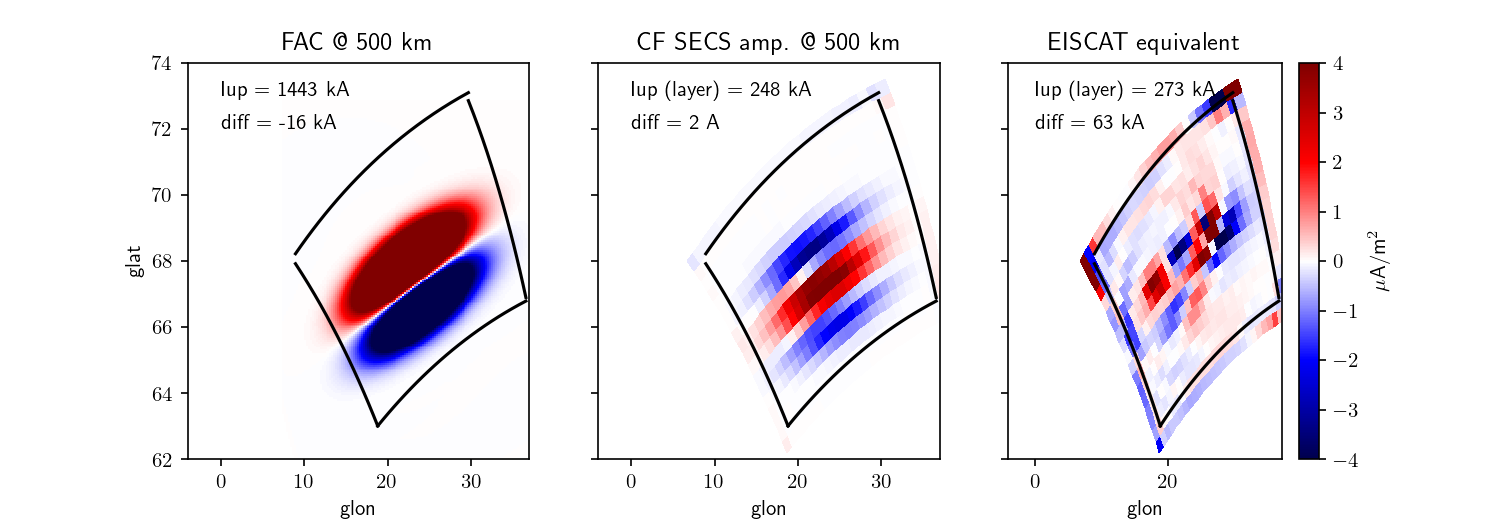 FAC @ 500 km
CF SECS amp. @ 500 km
EISCAT equivalent
Iup = 1443 kA
diff = -16 kA
Iup (layer) = 248 kA
diff = 2 A
Iup (layer) = 273 kA
diff = 63 kA
74
72
70
68
66
64
62
glat
0
10
20
30
glon
0
10
20
30
glon
0
20
glon
4
3
2
1
0
−1
−2
−3
−4
μA/m²